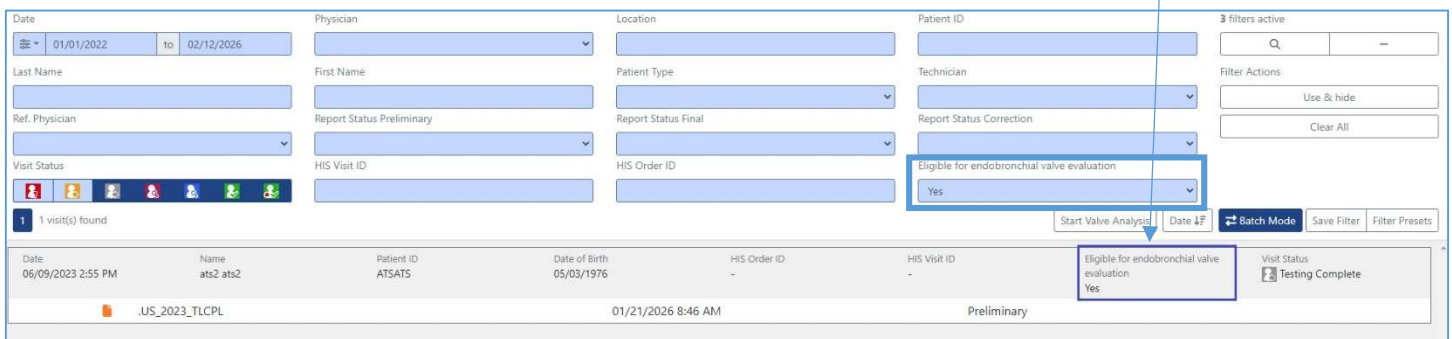 Date Physician Location Patient ID 3 filters active
01/01/2022 to 02/12/2026
Last Name First Name Patient Type Technician Filter Actions
Use & hide
Ref. Physician Report Status Preliminary Report Status Final Report Status Correction
Clear All
Visit Status HIS Visit ID HIS Order ID Eligible for endobronchial valve evaluation
Yes
1 1 visit(s) found Start Valve Analysis Date Batch Mode Save Filter Filter Presets
Date Name Patient ID Date of Birth HIS Order ID HIS Visit ID Eligible for endobronchial valve Visit Status
06/09/2023 2:55 PM ats2 ats2 ATSATS 05/03/1976 - - evaluation Testing Complete
Yes
.US_2023_TLCPL 01/21/2026 8:46 AM Preliminary